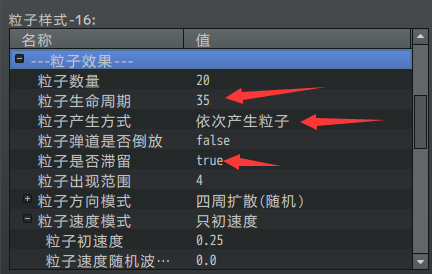 粒子样式-16:
名称 值
---粒子效果---
粒子数量 20
粒子生命周期 35
粒子产生方式 依次产生粒子
粒子弹道是否倒放 false
粒子是否滞留 true
粒子出现范围 4
粒子方向模式 四周扩散(随机)
粒子速度模式 只初速度
粒子初速度 0.25
粒子速度随机波… 0.0